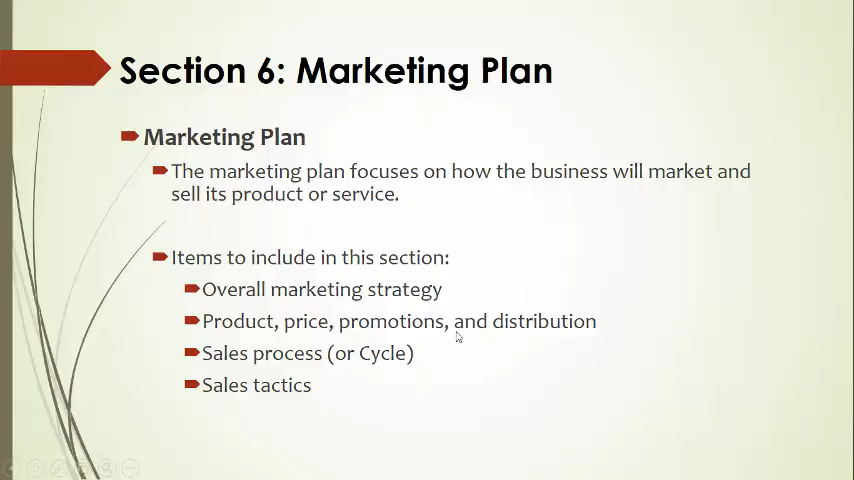 Section 6: Marketing Plan
Marketing Plan
The marketing plan focuses on how the business will market and
sell its product or service.
Items to include in this section:
Overall marketing strategy
Product, price, promotions, and distribution
Sales process (or Cycle)
Sales tactics